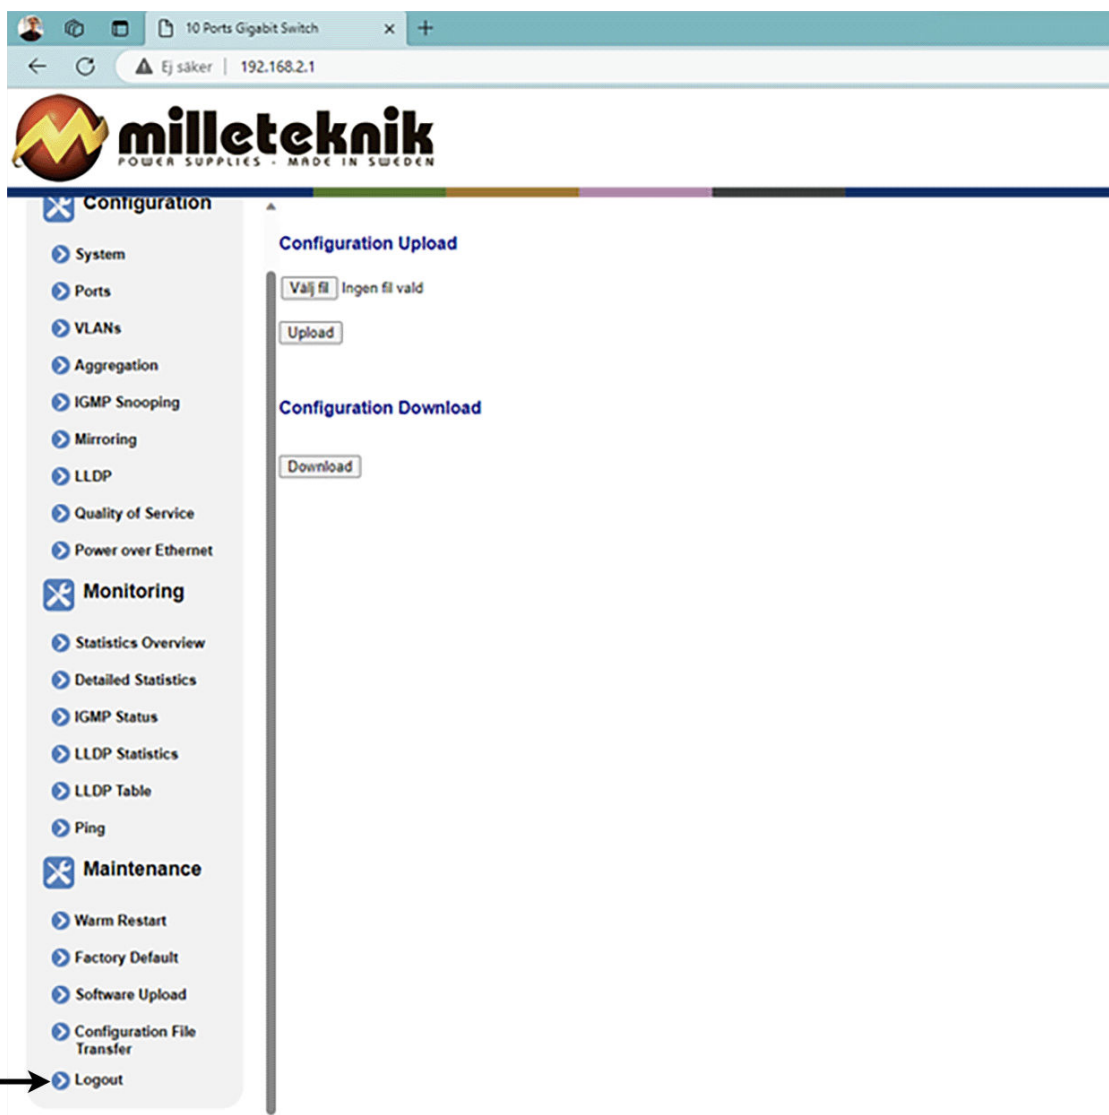 10 Ports Gigabit Switch
Ej säker | 192.168.2.1
milleteknik
POWER SUPPLIES - MADE IN SWEDEN
Configuration
System
Ports
VLANs
Aggregation
IGMP Snooping
Mirroring
LLDP
Quality of Service
Power over Ethernet
Monitoring
Statistics Overview
Detailed Statistics
IGMP Status
LLDP Statistics
LLDP Table
Ping
Maintenance
Warm Restart
Factory Default
Software Upload
Configuration File
Transfer
Logout
Configuration Upload
Välj fil Ingen fil vald
Upload
Configuration Download
Download